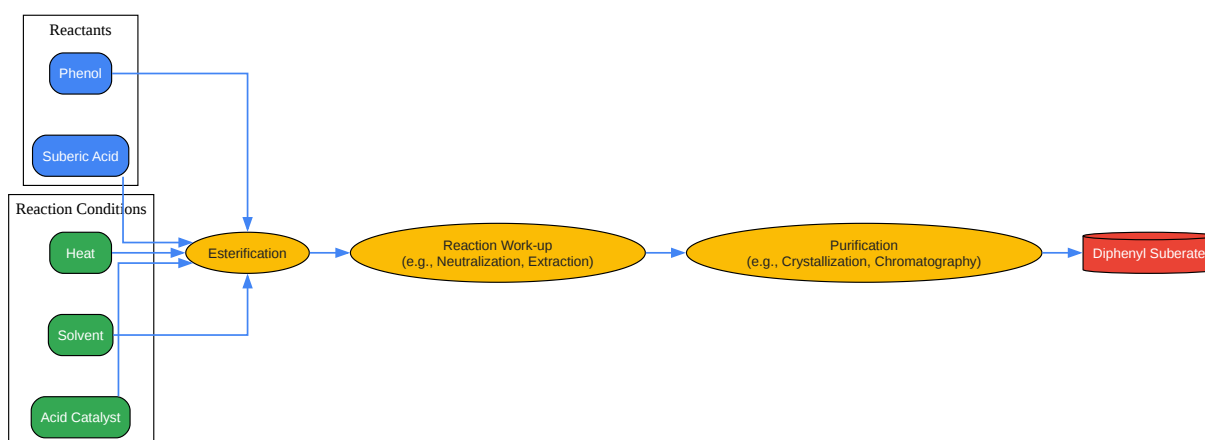 Reactants
Phenol
Suberic Acid
Reaction Conditions
Heat
Solvent
Acid Catalyst
Esterification
Reaction Work-up
(e.g., Neutralization, Extraction)
Purification
(e.g., Crystallization, Chromatography)
Diphenyl Suberate